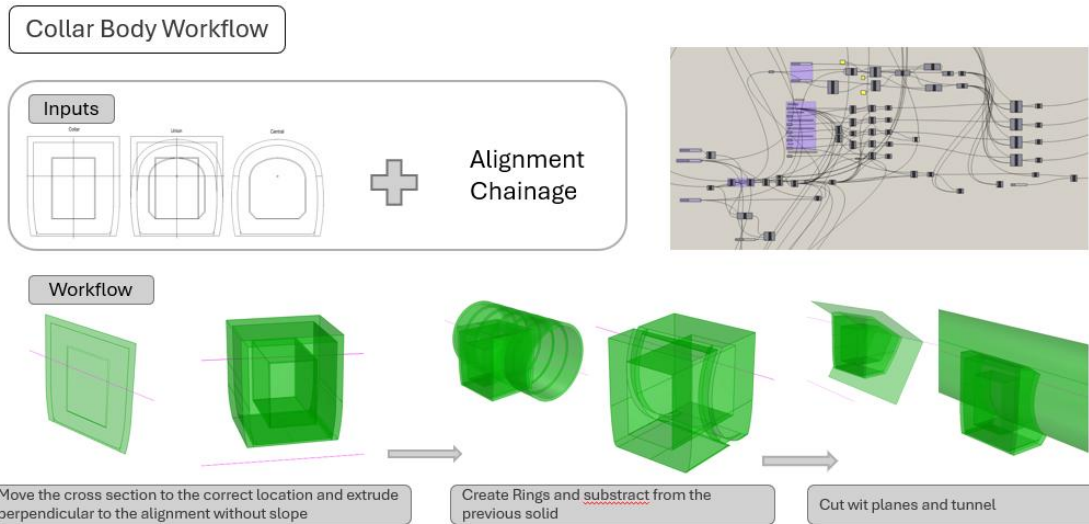 Collar Body Workflow
Inputs
Collar
Union
Central
Alignment
Chainage
Workflow
Move the cross section to the correct location and extrude
perpendicular to the alignment without slope
Create Rings and substract from the
previous solid
Cut wit planes and tunnel